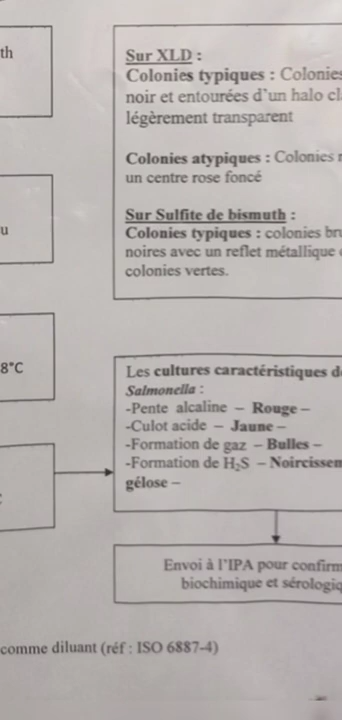 th
Sur XLD :
Colonies typiques : Colonies
noir et entourées d'un halo cl
légèrement transparent
Colonies atypiques : Colonies r
un centre rose foncé
u
Sur Sulfite de bismuth :
Colonies typiques : colonies bru
noires avec un reflet métallique
colonies vertes.
8°C
Les cultures caractéristiques d
Salmonella :
-Pente alcaline – Rouge –
-Culot acide – Jaune –
-Formation de gaz – Bulles –
-Formation de H₂S – Noircissem
gélose –
Envoi à l'IPA pour confirm
biochimique et sérologiq
comme diluant (réf : ISO 6887-4)